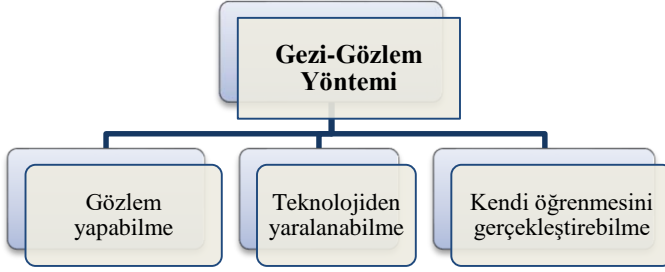 Gezi-Gözlem
Yöntemi
Gözlem
yapabilme
Teknolojiden
yaralanabilme
Kendi öğrenmesini
gerçekleştirebilme